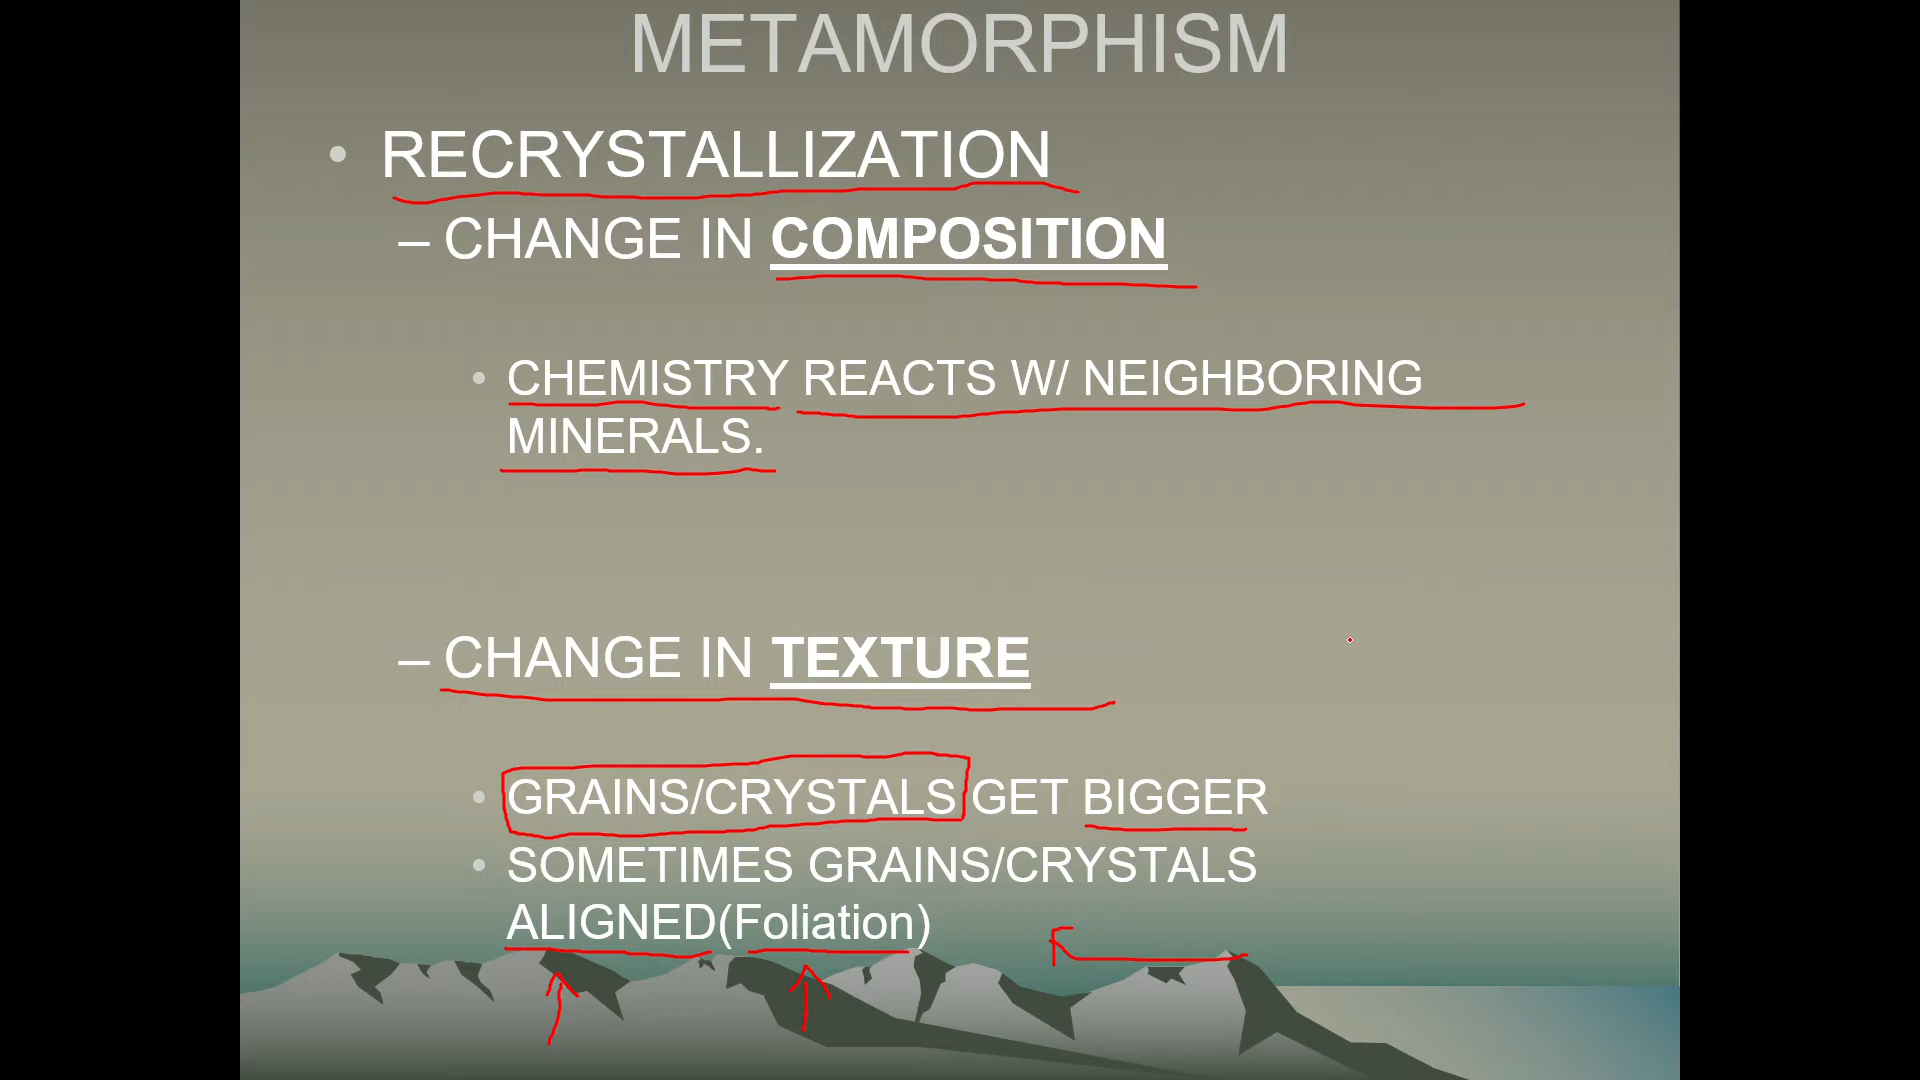 METAMORPHISM
• RECRYSTALLIZATION
– CHANGE IN COMPOSITION
• CHEMISTRY REACTS W/ NEIGHBORING
MINERALS.
– CHANGE IN TEXTURE
• GRAINS/CRYSTALS GET BIGGER
• SOMETIMES GRAINS/CRYSTALS
ALIGNED(Foliation)